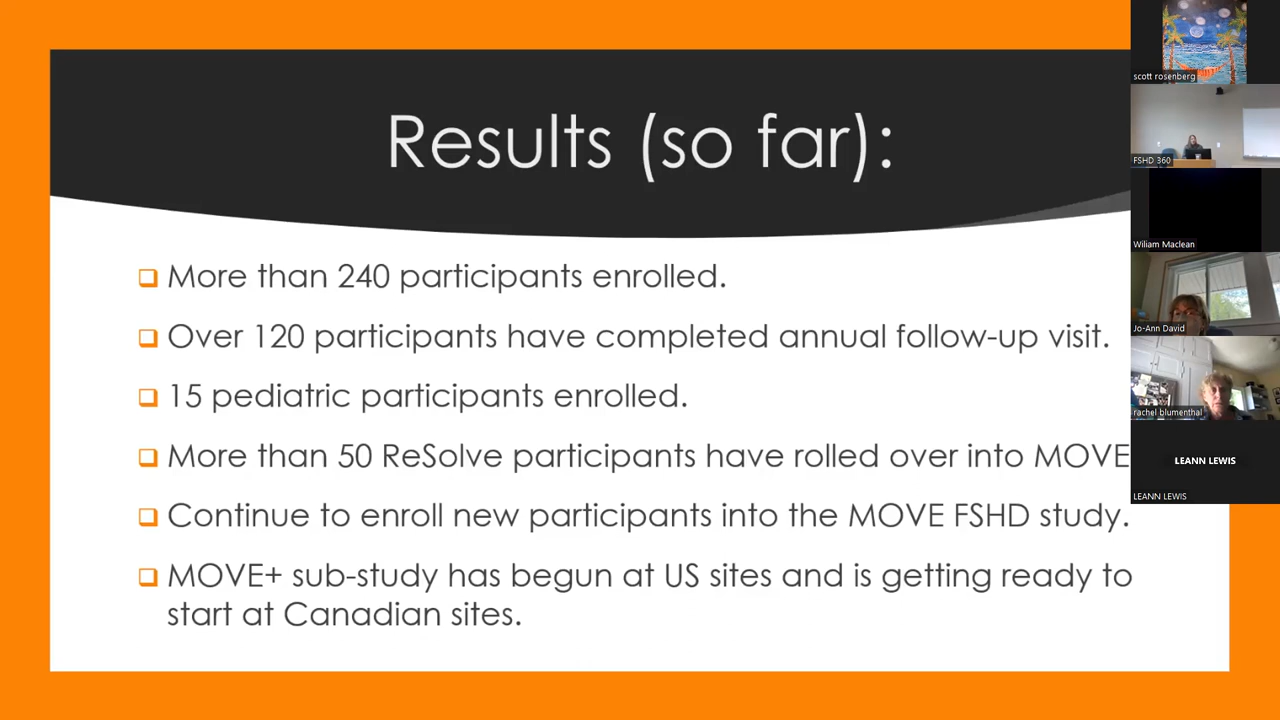 Results (so far):
More than 240 participants enrolled.
Over 120 participants have completed annual follow-up visit.
15 pediatric participants enrolled.
More than 50 ReSolve participants have rolled over into MOVE
Continue to enroll new participants into the MOVE FSHD study.
MOVE+ sub-study has begun at US sites and is getting ready to
start at Canadian sites.
scott rosenberg
FSHD 360
Wiliam Maclean
Jo-Ann David
rachel blumenthal
LEANN LEWIS
LEANN LEWIS